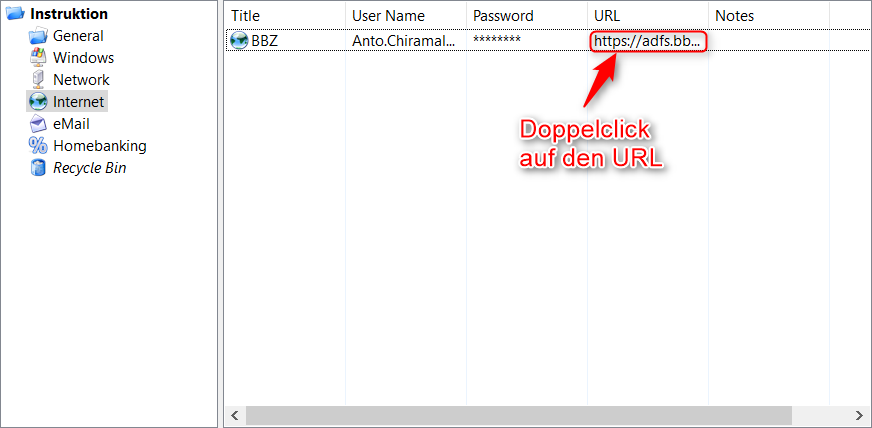 Instruktion
General
Windows
Network
Internet
eMail
Homebanking
Recycle Bin
Title User Name Password URL Notes
BBZ Anto.Chiramal... ******** https://adfs.bb...
Doppelclick
auf den URL